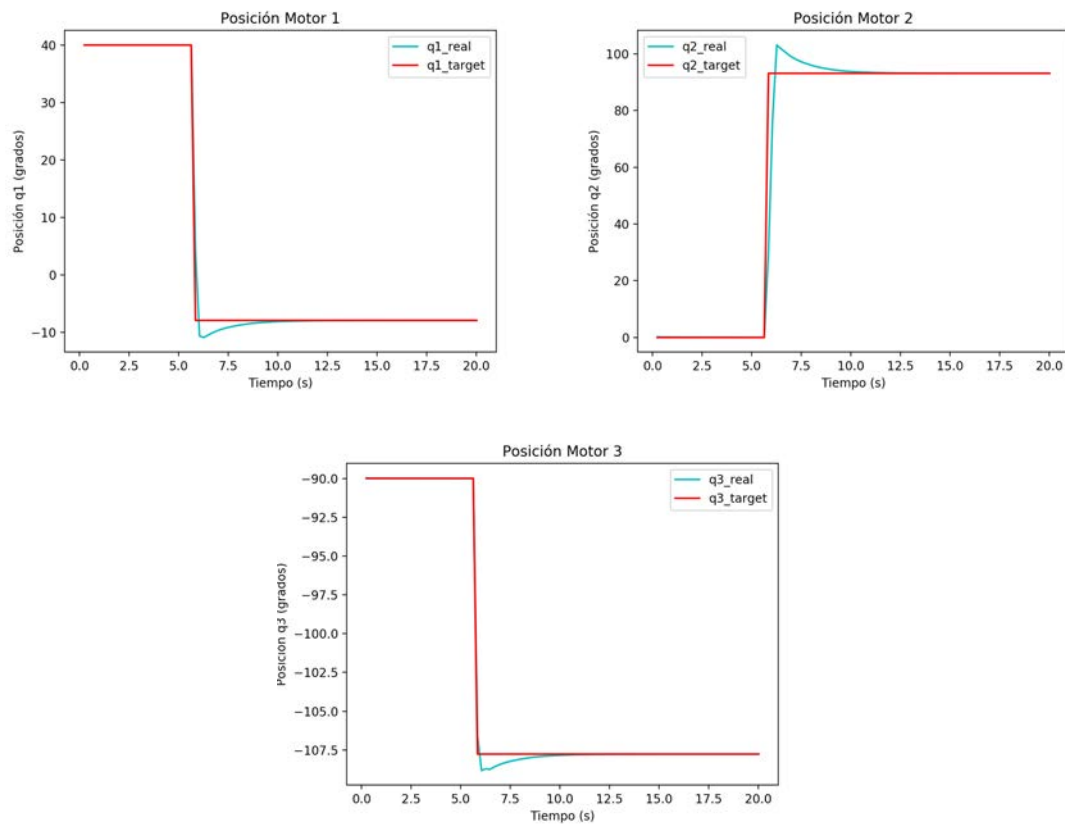 Posición Motor 1
Posición q1 (grados)
40
30
20
10
0
−10
q1_real
q1_target
0.0 2.5 5.0 7.5 10.0 12.5 15.0 17.5 20.0
Tiempo (s)
Posición Motor 2
Posición q2 (grados)
100
80
60
40
20
0
q2_real
q2_target
0.0 2.5 5.0 7.5 10.0 12.5 15.0 17.5 20.0
Tiempo (s)
Posición Motor 3
Posición q3 (grados)
−90.0
−92.5
−95.0
−97.5
−100.0
−102.5
−105.0
−107.5
q3_real
q3_target
0.0 2.5 5.0 7.5 10.0 12.5 15.0 17.5 20.0
Tiempo (s)